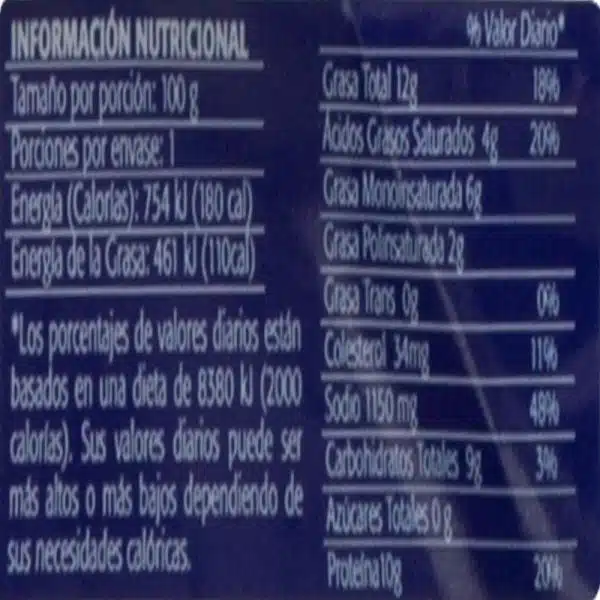 INFORMACIÓN NUTRICIONAL
Tamaño por porción: 100 g
Porciones por envase: 1
Energía (Calorías): 754 kJ (180 cal)
Energía de la Grasa: 461 kJ (110cal)
*Los porcentajes de valores diarios están
basados en una dieta de 8380 kJ (2000
calorías). Sus valores diarios puede ser
más altos o más bajos dependiendo de
sus necesidades calóricas.
% Valor Diario*
Grasa Total 12g 18%
Ácidos Grasos Saturados 4g 20%
Grasa Monoinsaturada 6g
Grasa Polinsaturada 2g
Grasa Trans 0g 0%
Colesterol 34mg 11%
Sodio 1150 mg 48%
Carbohidratos Totales 9g 3%
Azúcares Totales 0 g
Proteína 10g 20%